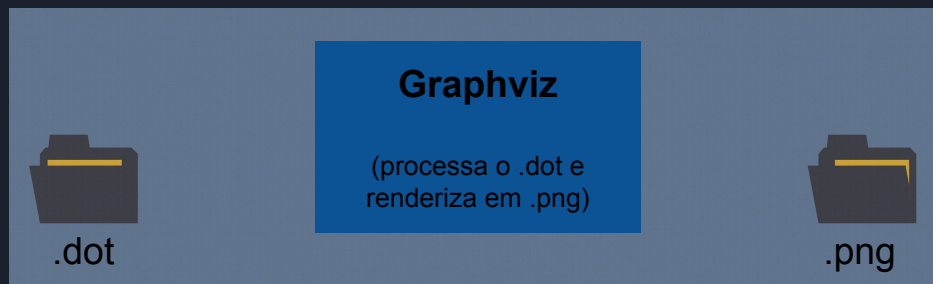 Graphviz
(processa o .dot e
renderiza em .png)
.dot
.png